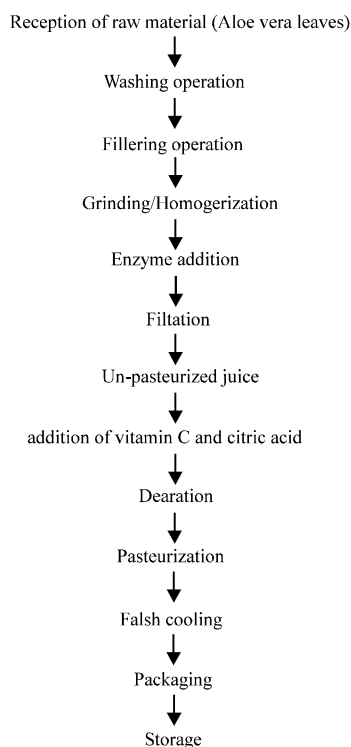 Reception of raw material (Aloe vera leaves)
Washing operation
Fillering operation
Grinding/Homogerization
Enzyme addition
Filtation
Un-pasteurized juice
addition of vitamin C and citric acid
Dearation
Pasteurization
Falsh cooling
Packaging
Storage